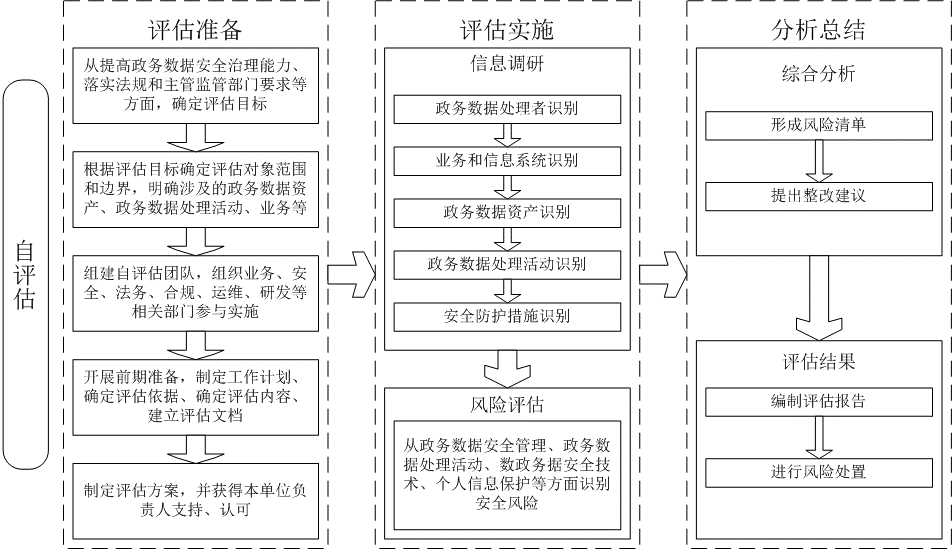 自评估
评估准备
从提高政务数据安全治理能力、
落实法规和主管监管部门要求等
方面，确定评估目标
根据评估目标确定评估对象范围
和边界，明确涉及的政务数据资
产、政务数据处理活动、业务等
组建自评估团队，组织业务、安
全、法务、合规、运维、研发等
相关部门参与实施
开展前期准备，制定工作计划、
确定评估依据、确定评估内容、
建立评估文档
制定评估方案，并获得本单位负
责人支持、认可
评估实施
信息调研
政务数据处理者识别
业务和信息系统识别
政务数据资产识别
政务数据处理活动识别
安全防护措施识别
风险评估
从政务数据安全管理、政务数
据处理活动、数政务据安全技
术、个人信息保护等方面识别
安全风险
分析总结
综合分析
形成风险清单
提出整改建议
评估结果
编制评估报告
进行风险处置